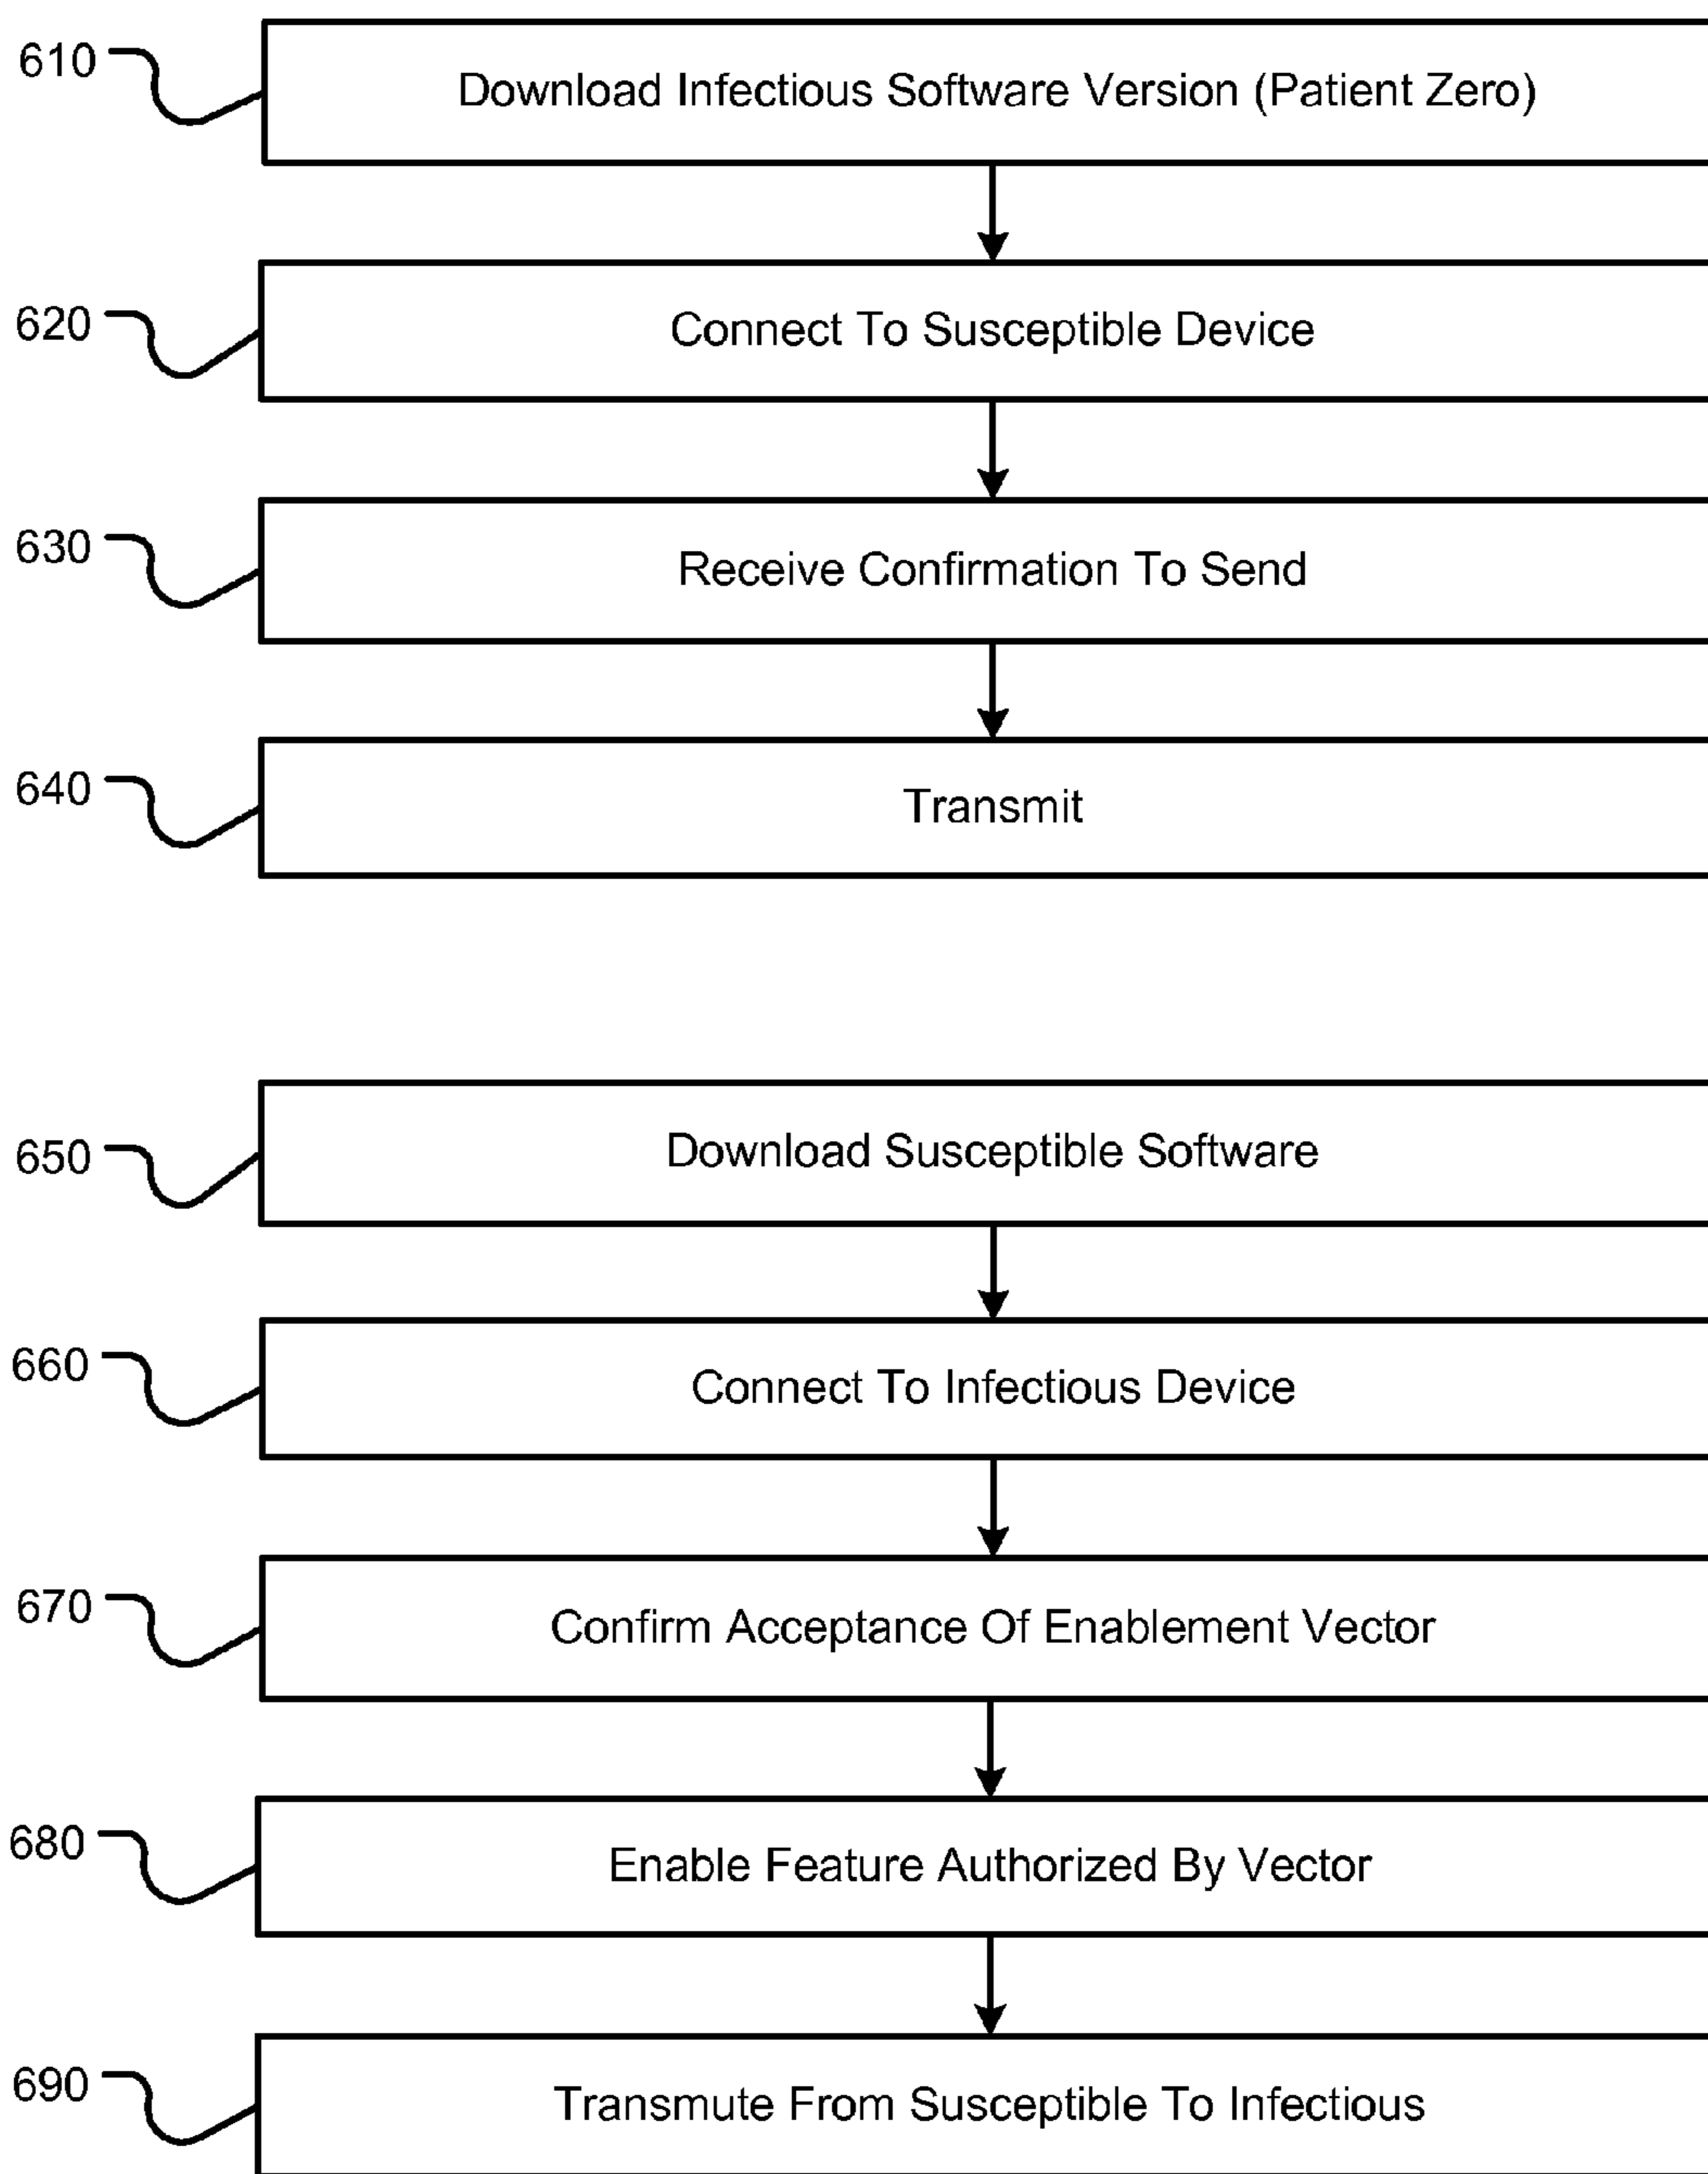 610
Download Infectious Software Version (Patient Zero)
620
Connect To Susceptible Device
630
Receive Confirmation To Send
640
Transmit
650
Download Susceptible Software
660
Connect To Infectious Device
670
Confirm Acceptance Of Enablement Vector
680
Enable Feature Authorized By Vector
690
Transmute From Susceptible To Infectious